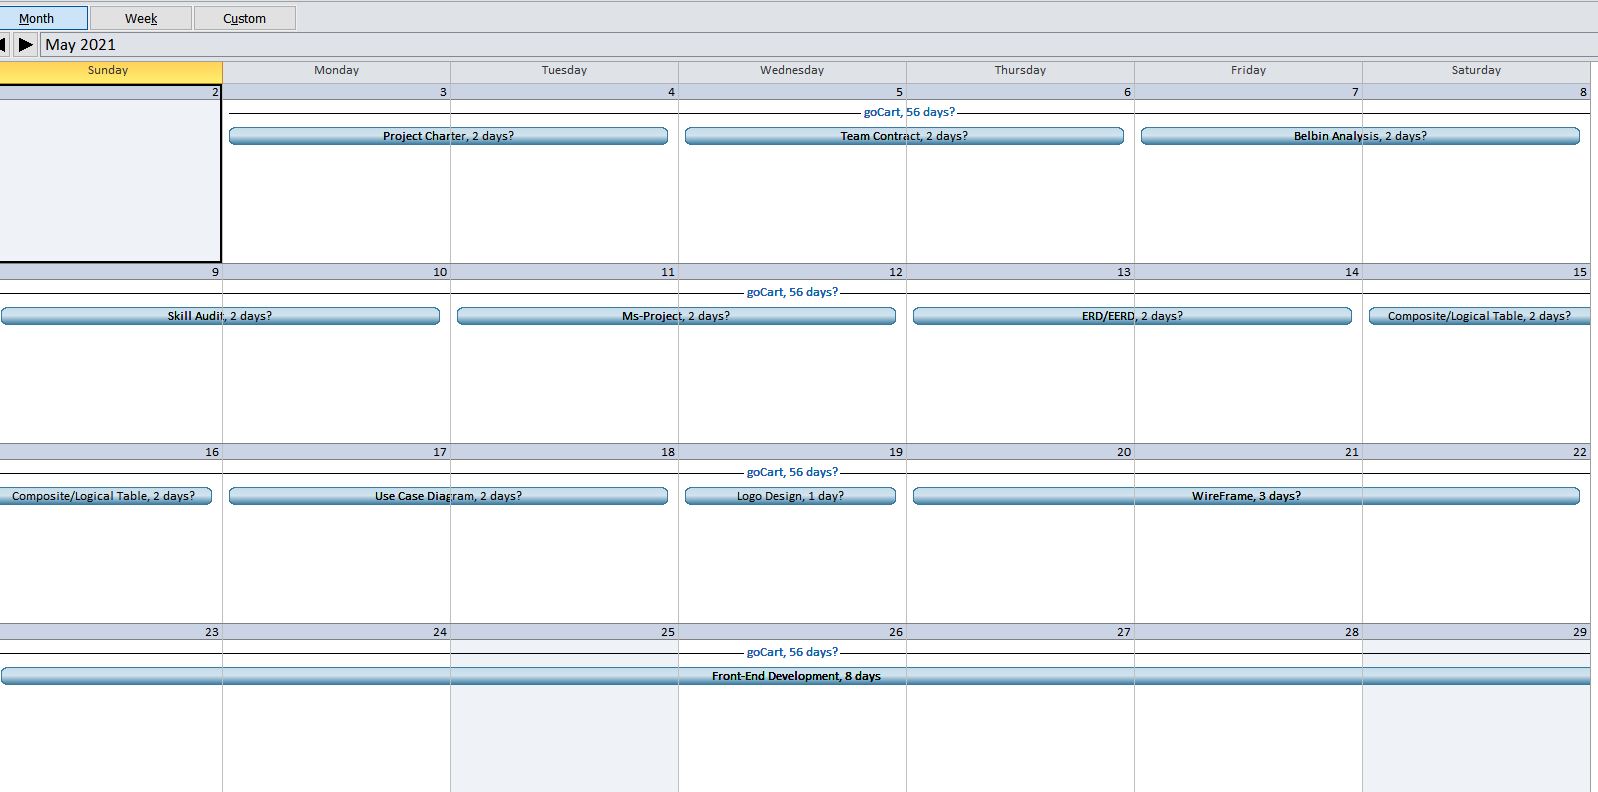 Month Week Custom
May 2021
Sunday Monday Tuesday Wednesday Thursday Friday Saturday
2 3 4 5 6 7 8
goCart, 56 days?
Project Charter, 2 days? Team Contract, 2 days? Belbin Analysis, 2 days?
9 10 11 12 13 14 15
goCart, 56 days?
Skill Audit, 2 days? Ms-Project, 2 days? ERD/EERD, 2 days? Composite/Logical Table, 2 days?
16 17 18 19 20 21 22
goCart, 56 days?
Composite/Logical Table, 2 days? Use Case Diagram, 2 days? Logo Design, 1 day? WireFrame, 3 days?
23 24 25 26 27 28 29
goCart, 56 days?
Front-End Development, 8 days